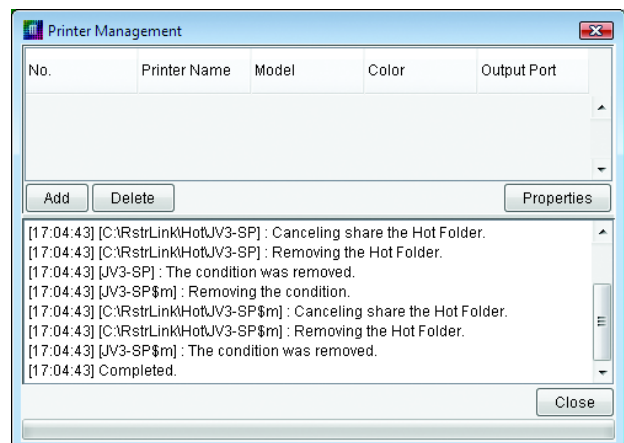 Printer Management
No. Printer Name Model Color Output Port
Add Delete Properties
[17:04:43] [C:\RstrLink\Hot\JV3-SP] : Canceling share the Hot Folder.
[17:04:43] [C:\RstrLink\Hot\JV3-SP] : Removing the Hot Folder.
[17:04:43] [JV3-SP] : The condition was removed.
[17:04:43] [JV3-SP$m] : Removing the condition.
[17:04:43] [C:\RstrLink\Hot\JV3-SP$m] : Canceling share the Hot Folder.
[17:04:43] [C:\RstrLink\Hot\JV3-SP$m] : Removing the Hot Folder.
[17:04:43] [JV3-SP$m] : The condition was removed.
[17:04:43] Completed.
Close